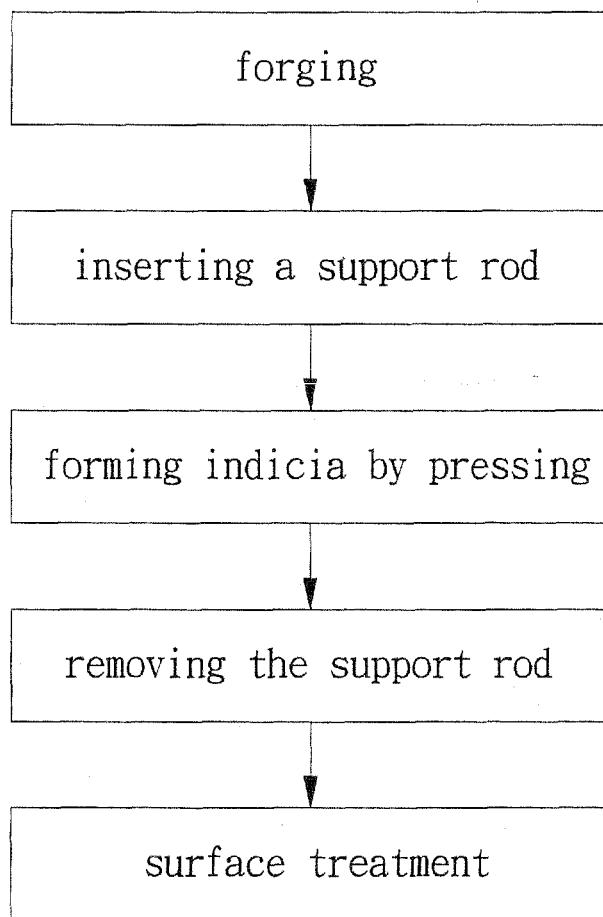 forging
inserting a support rod
forming indicia by pressing
removing the support rod
surface treatment